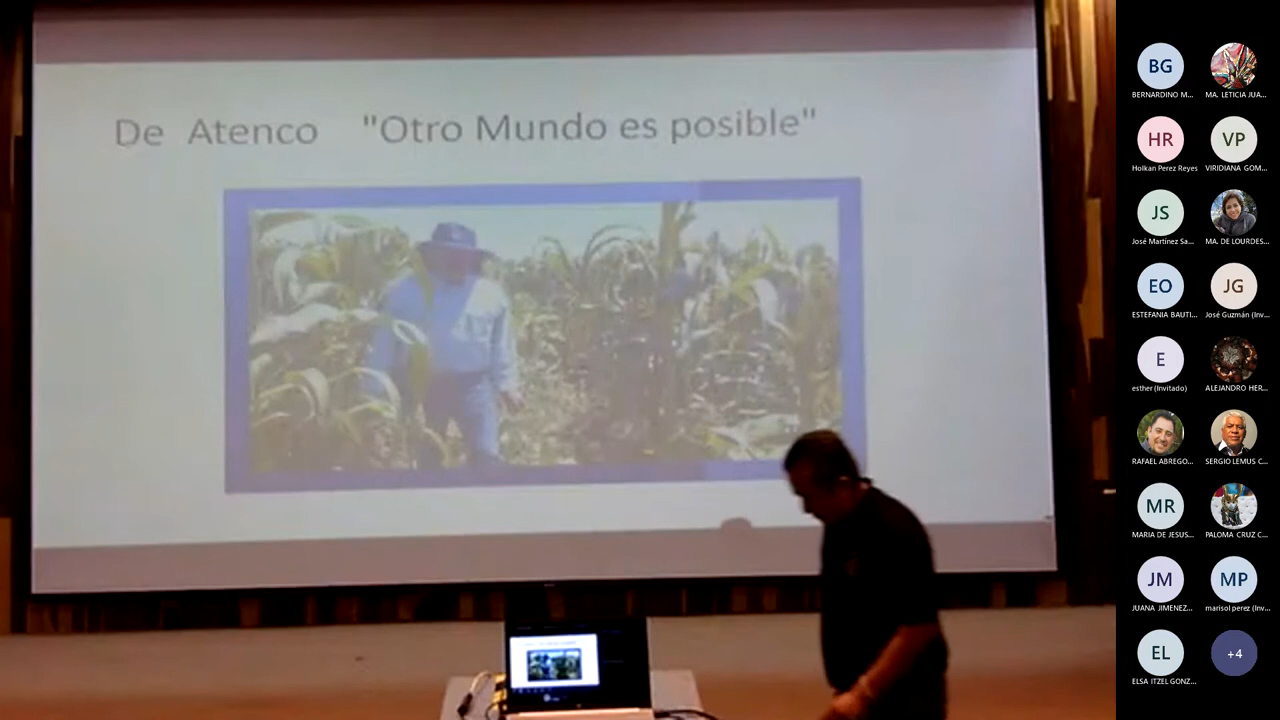 De Atenco "Otro Mundo es posible"
BG
BERNARDINO M...
MA. LETICIA JUA...
HR
Holkan Perez Reyes
VP
VIRIDIANA GOM...
JS
José Martínez Sa...
MA. DE LOURDES...
EO
ESTEFANIA BAUTI...
JG
José Guzmán (Inv...
E
esther (Invitado)
ALEJANDRO HER...
RAFAEL ABREGO...
SERGIO LEMUS C...
MR
MARIA DE JESUS...
PALOMA CRUZ C...
JM
JUANA JIMENEZ...
MP
marisol perez (Inv...
EL
ELSA ITZEL GONZ...
+4